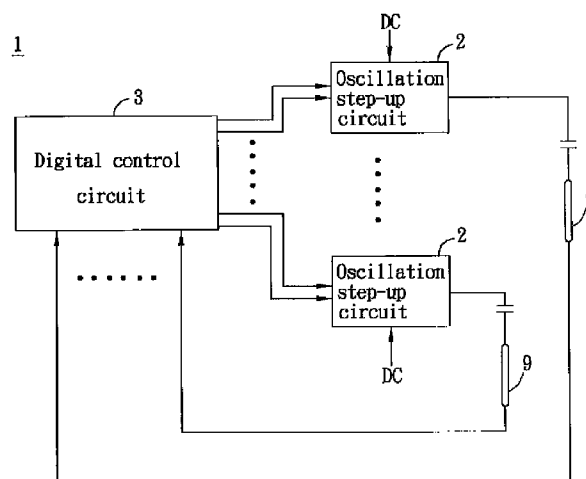 1
DC
2
Oscillation
step-up
circuit
3
Digital control
circuit
2
Oscillation
step-up
circuit
DC
9